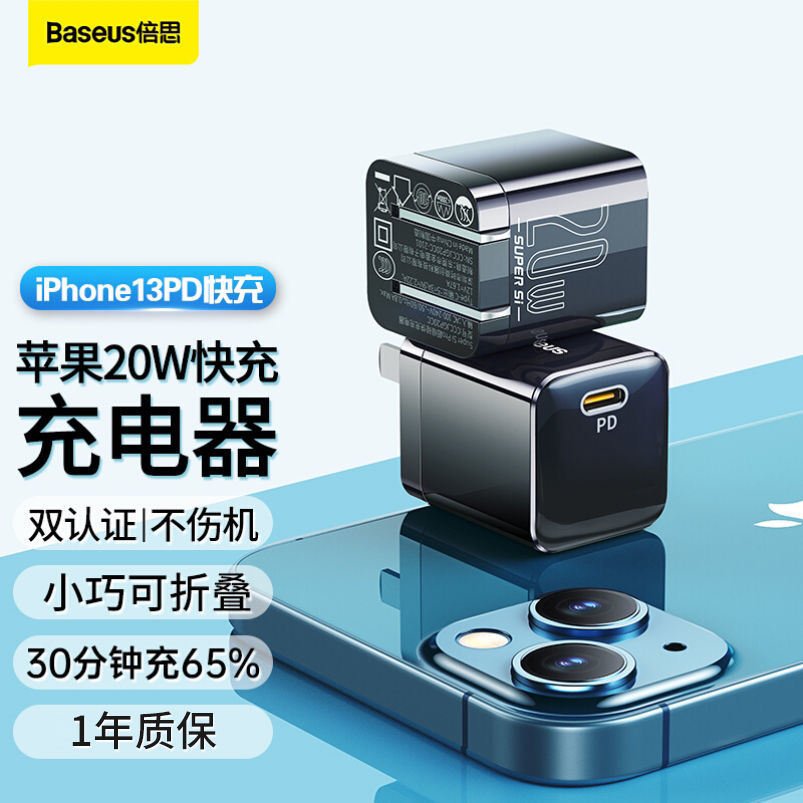 Baseus倍思
iPhone13PD快充
苹果20W快充
充电器
双认证|不伤机
小巧可折叠
30分钟充65%
1年质保
20W
SUPER Si
PD